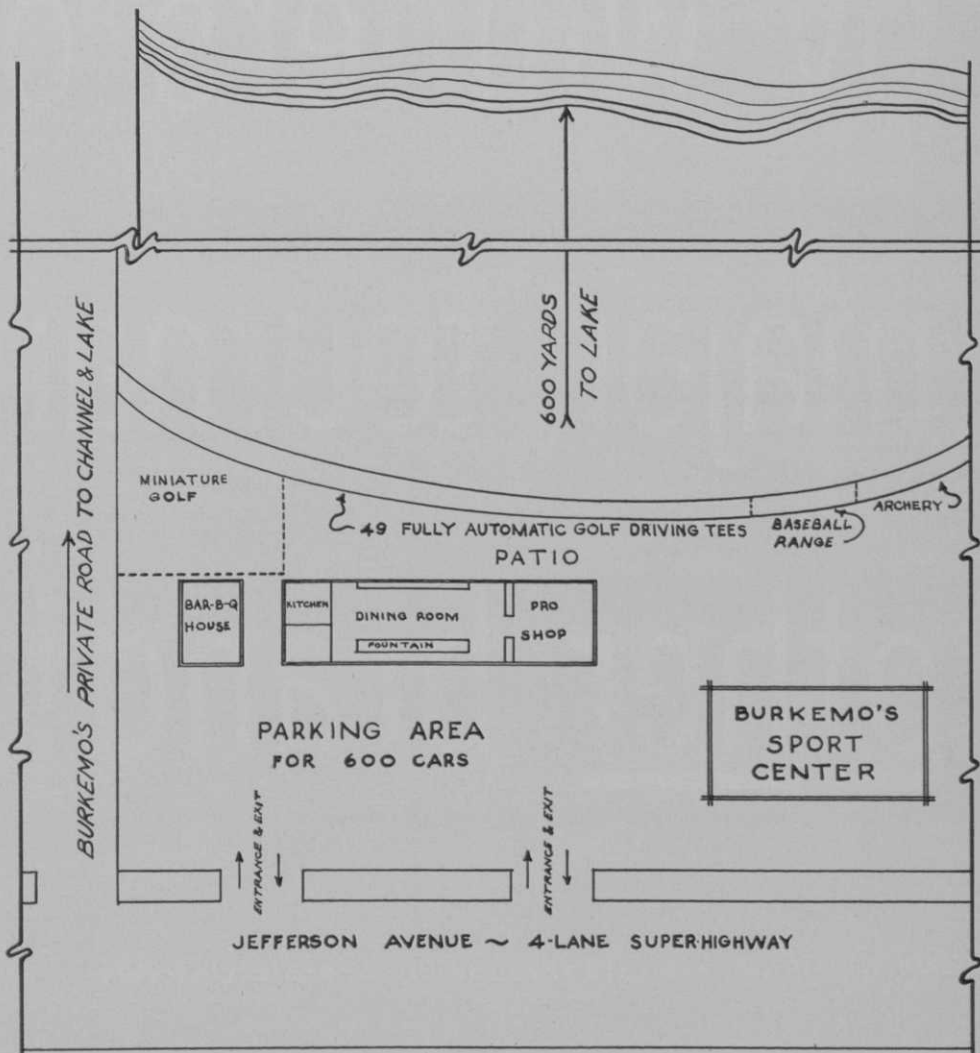 600 YARDS
TO LAKE
BURKEMO'S PRIVATE ROAD TO CHANNEL & LAKE
MINIATURE
GOLF
49 FULLY AUTOMATIC GOLF DRIVING TEES
BASEBALL
RANGE
ARCHERY
PATIO
BAR-B-Q
HOUSE
KITCHEN
DINING ROOM
FOUNTAIN
PRO
SHOP
PARKING AREA
FOR 600 CARS
BURKEMO'S
SPORT
CENTER
ENTRANCE & EXIT
ENTRANCE & EXIT
JEFFERSON AVENUE ~ 4-LANE SUPER-HIGHWAY